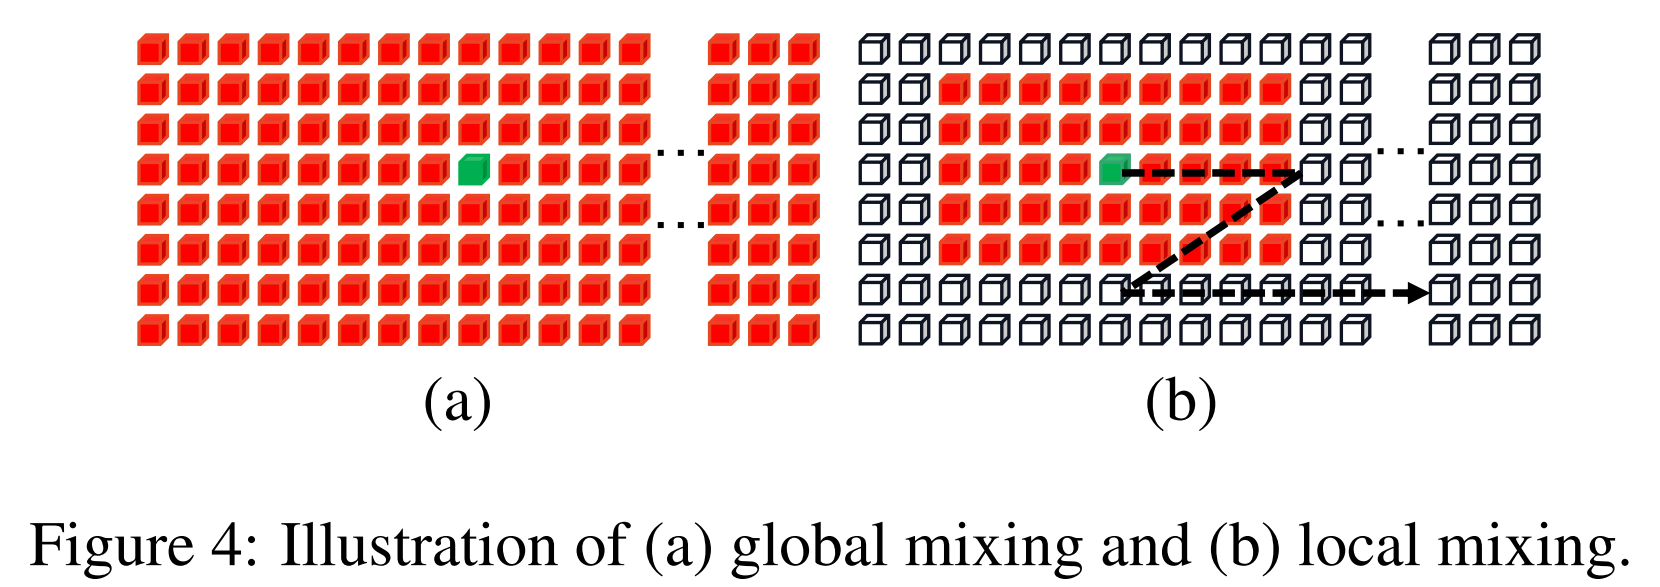 ... ...
... ...
(a) (b)
Figure 4: Illustration of (a) global mixing and (b) local mixing.